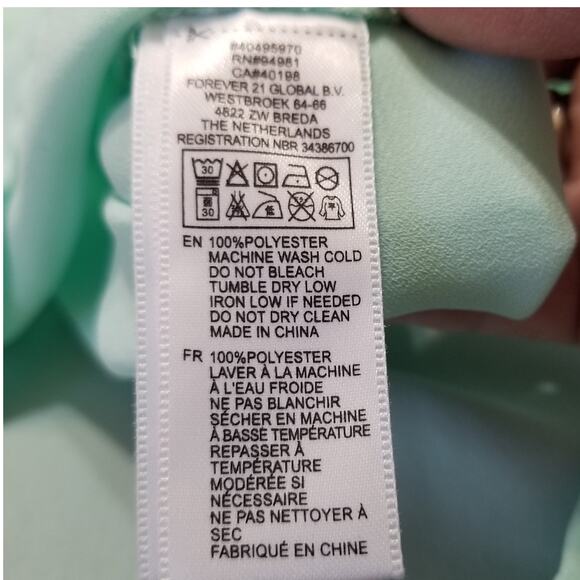 #40495970
RN#94981
CA#40198
FOREVER 21 GLOBAL B.V.
WESTBROEK 64-66
4822 ZW BREDA
THE NETHERLANDS
REGISTRATION NBR 34386700
30
30
EN 100%POLYESTER
MACHINE WASH COLD
DO NOT BLEACH
TUMBLE DRY LOW
IRON LOW IF NEEDED
DO NOT DRY CLEAN
MADE IN CHINA
FR 100%POLYESTER
LAVER À LA MACHINE
À L'EAU FROIDE
NE PAS BLANCHIR
SÉCHER EN MACHINE
À BASSE TEMPÉRATURE
REPASSER À
TEMPÉRATURE
MODÉRÉE SI
NÉCESSAIRE
NE PAS NETTOYER À
SEC
FABRIQUÉ EN CHINE